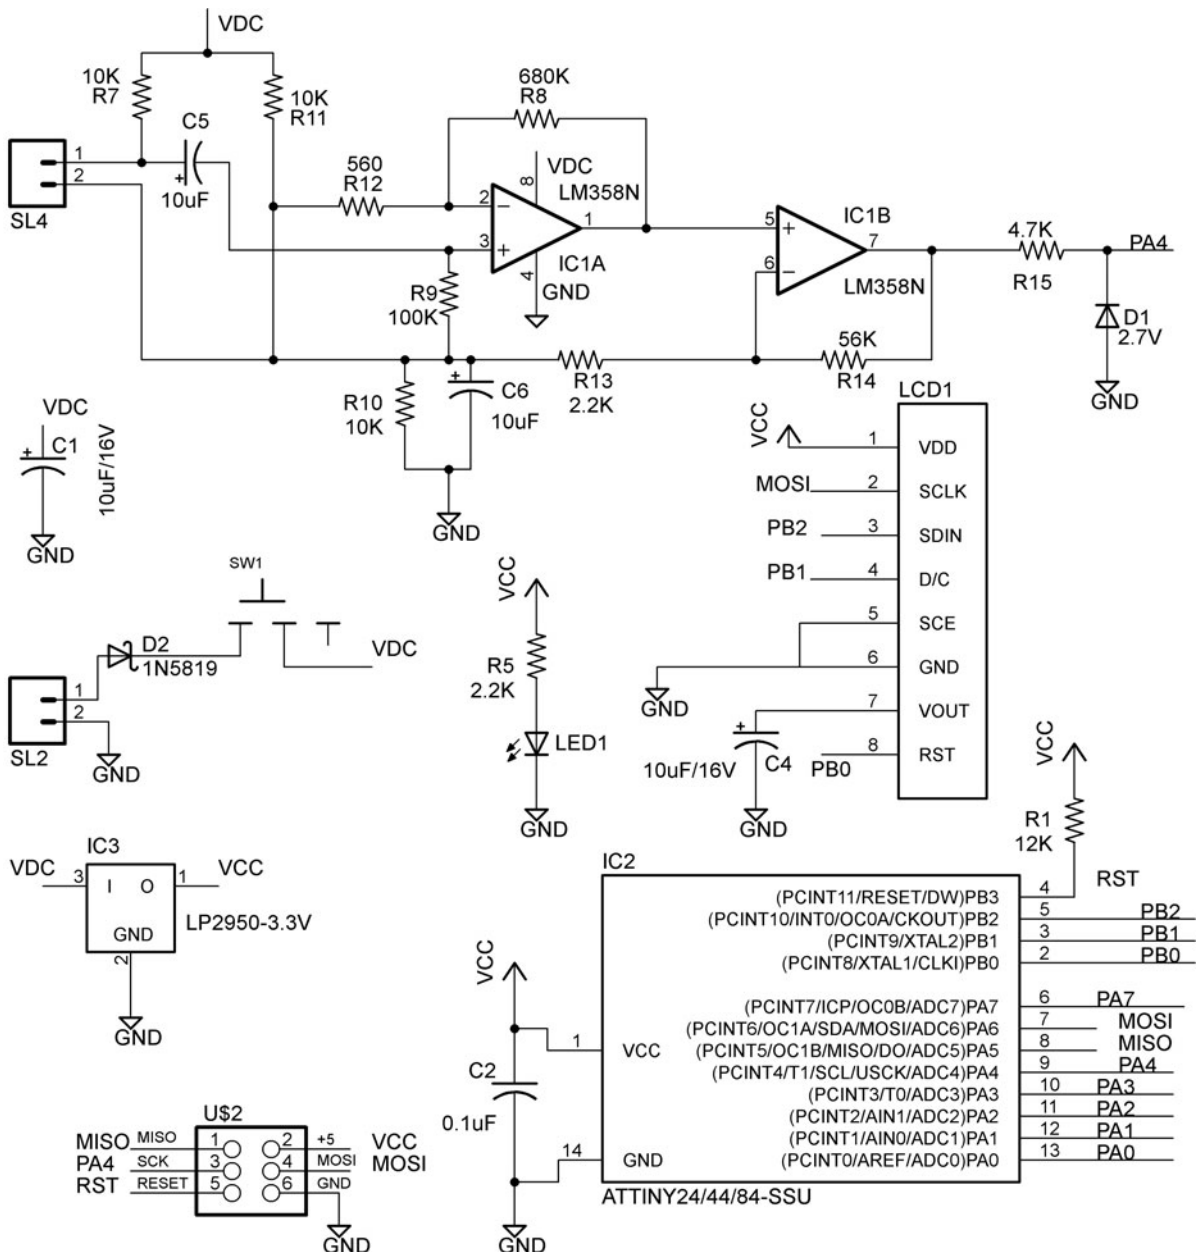 VDC
10K
R7
10K
R11
C5
10uF
+
1
2
SL4
680K
R8
560
R12
VDC
8
LM358N
2
3
1
4
IC1A
GND
R9
100K
5
6
7
IC1B
LM358N
4.7K
R15
PA4
D1
2.7V
GND
56K
R14
R13
2.2K
R10
10K
+
C6
10uF
GND
VDC
+
C1
10uF/16V
GND
LCD1
VCC
1
VDD
MOSI
2
SCLK
PB2
3
SDIN
PB1
4
D/C
5
SCE
6
GND
GND
7
VOUT
8
RST
PB0
+
10uF/16V
C4
GND
SW1
D2
1N5819
VDC
1
2
SL2
GND
VCC
R5
2.2K
LED1
GND
VCC
R1
12K
IC3
VDC
3
I
O
1
VCC
GND
2
LP2950-3.3V
GND
IC2
(PCINT11/RESET/DW)PB3
4
RST
(PCINT10/INT0/OC0A/CKOUT)PB2
5
PB2
(PCINT9/XTAL2)PB1
3
PB1
(PCINT8/XTAL1/CLKI)PB0
2
PB0
(PCINT7/ICP/OC0B/ADC7)PA7
6
PA7
(PCINT6/OC1A/SDA/MOSI/ADC6)PA6
7
MOSI
(PCINT5/OC1B/MISO/DO/ADC5)PA5
8
MISO
(PCINT4/T1/SCL/USCK/ADC4)PA4
9
PA4
(PCINT3/T0/ADC3)PA3
10
PA3
(PCINT2/AIN1/ADC2)PA2
11
PA2
(PCINT1/AIN0/ADC1)PA1
12
PA1
(PCINT0/AREF/ADC0)PA0
13
PA0
VCC
1
VCC
C2
0.1uF
14
GND
ATTINY24/44/84-SSU
GND
U$2
MISO
MISO
1
2
+5
VCC
PA4
SCK
3
4
MOSI
MOSI
RST
RESET
5
6
GND
GND